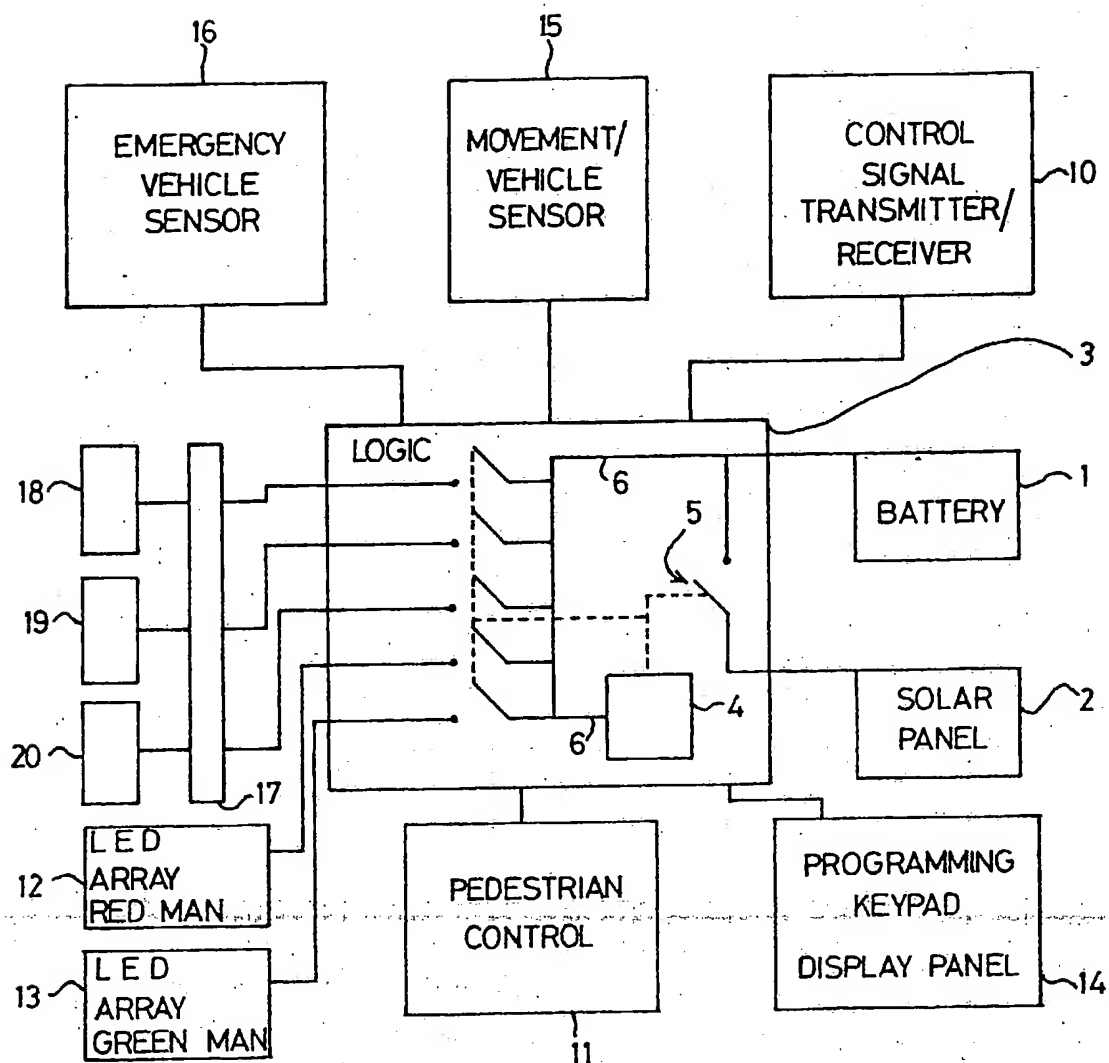 16
15
EMERGENCY
VEHICLE
SENSOR
MOVEMENT/
VEHICLE
SENSOR
CONTROL
SIGNAL
TRANSMITTER/
RECEIVER
10
3
LOGIC
6
18
5
BATTERY
1
19
4
SOLAR
PANEL
2
6
20
17
LED
ARRAY
RED MAN
12
PEDESTRIAN
CONTROL
PROGRAMMING
KEYPAD
DISPLAY PANEL
14
LED
ARRAY
GREEN MAN
13
11